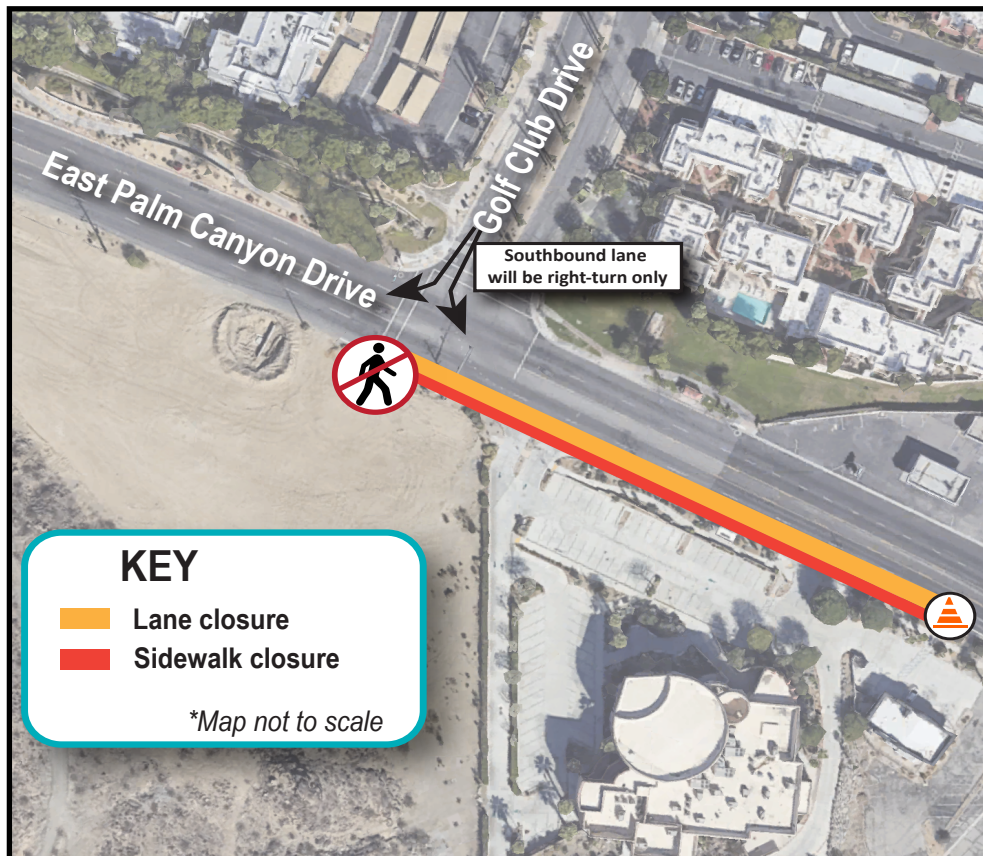 Golf Club Drive
East Palm Canyon Drive
Southbound lane
will be right-turn only
KEY
Lane closure
Sidewalk closure
*Map not to scale